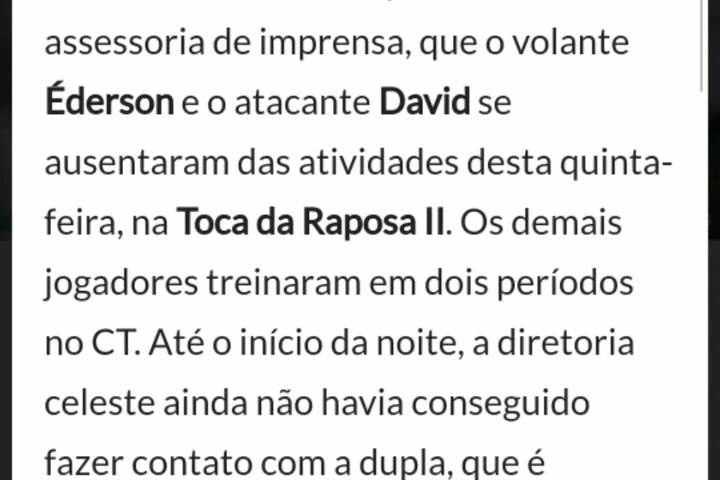 assessoria de imprensa, que o volante
Éderson e o atacante David se
ausentaram das atividades desta quinta-
feira, na Toca da Raposa II. Os demais
jogadores treinaram em dois períodos
no CT. Até o início da noite, a diretoria
celeste ainda não havia conseguido
fazer contato com a dupla, que é